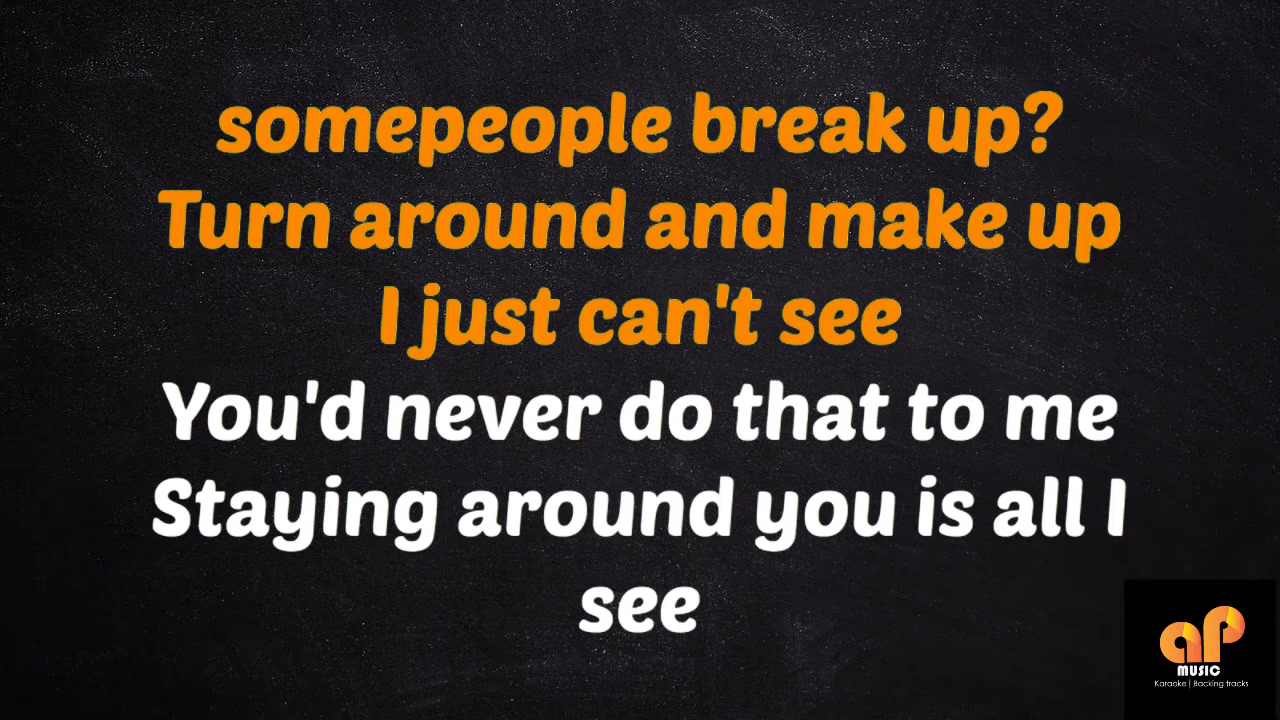 somepeople break up?
Turn around and make up
I just can't see
You'd never do that to me
Staying around you is all I
see
ap
MUSIC
Karaoke | Backing tracks